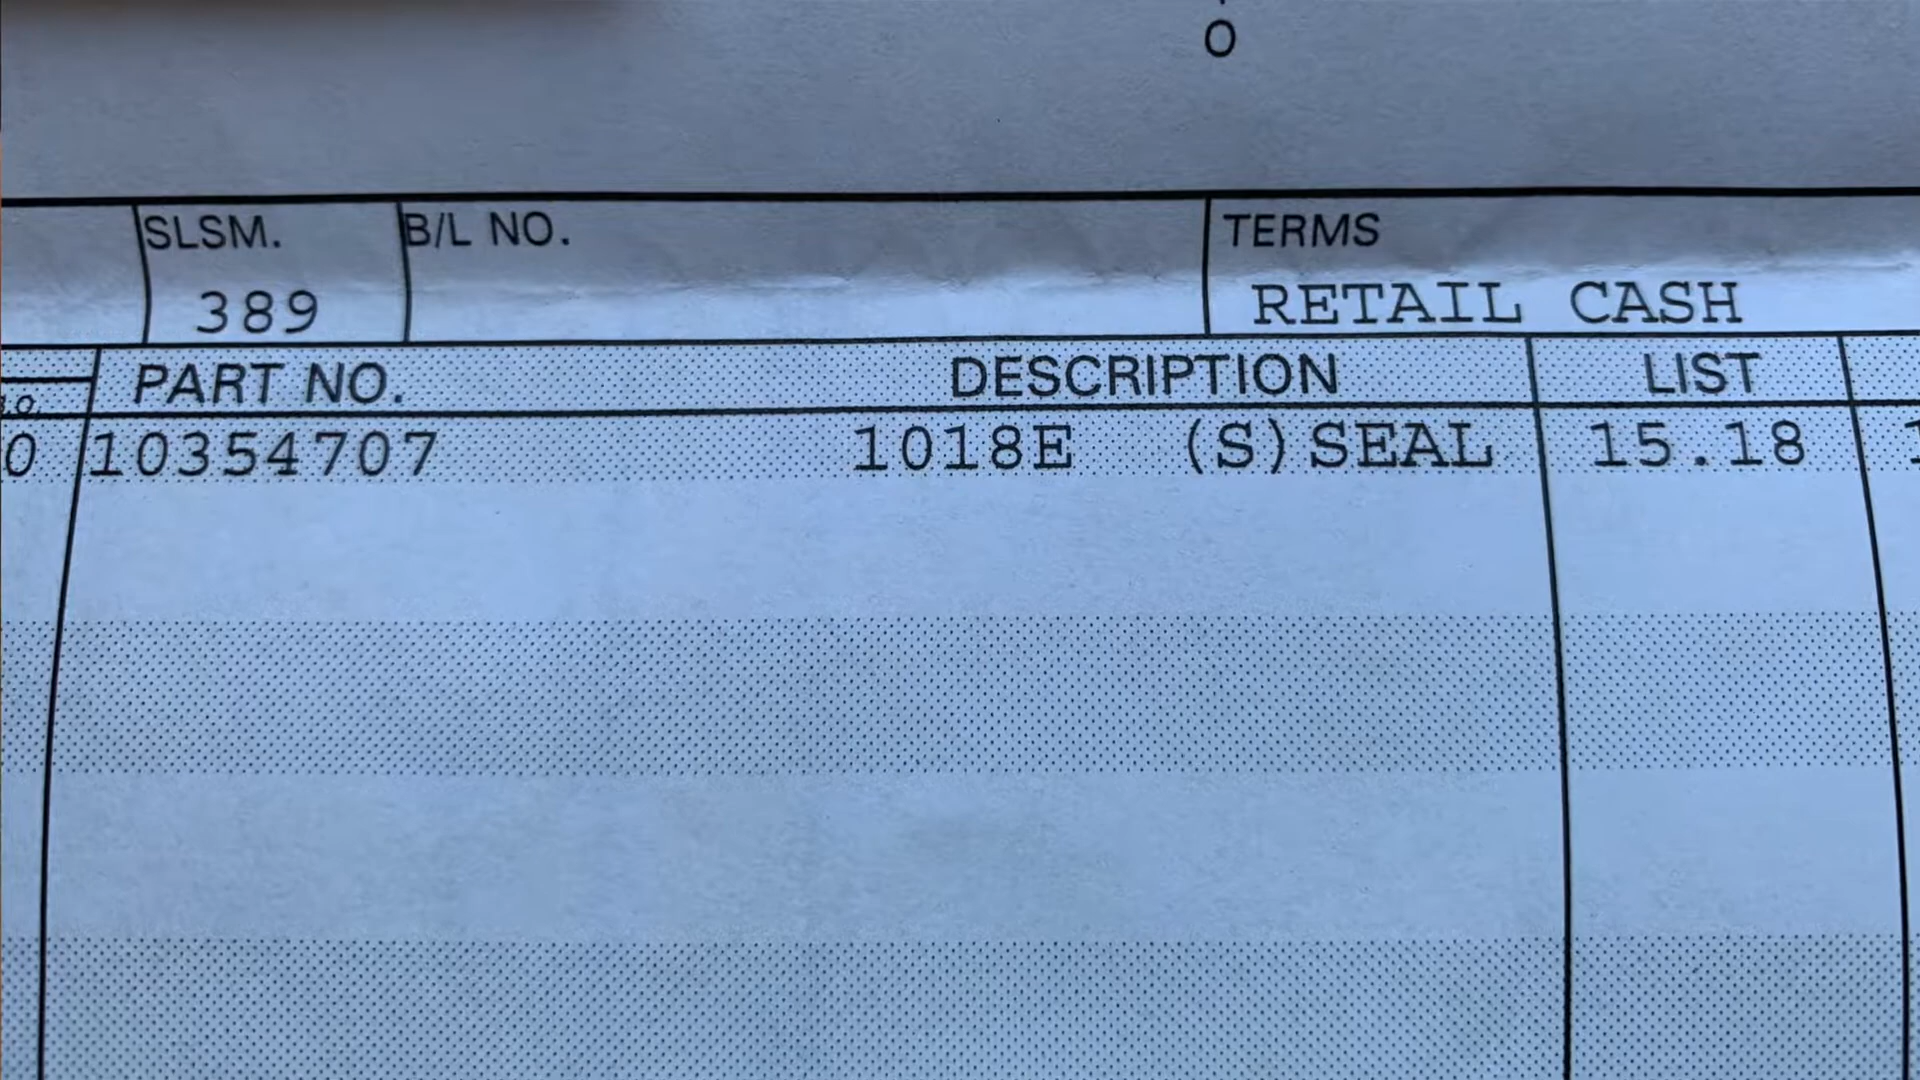 O
SLSM. B/L NO. TERMS
389 RETAIL CASH
PART NO. DESCRIPTION LIST
0 10354707 1018E (S) SEAL 15.18